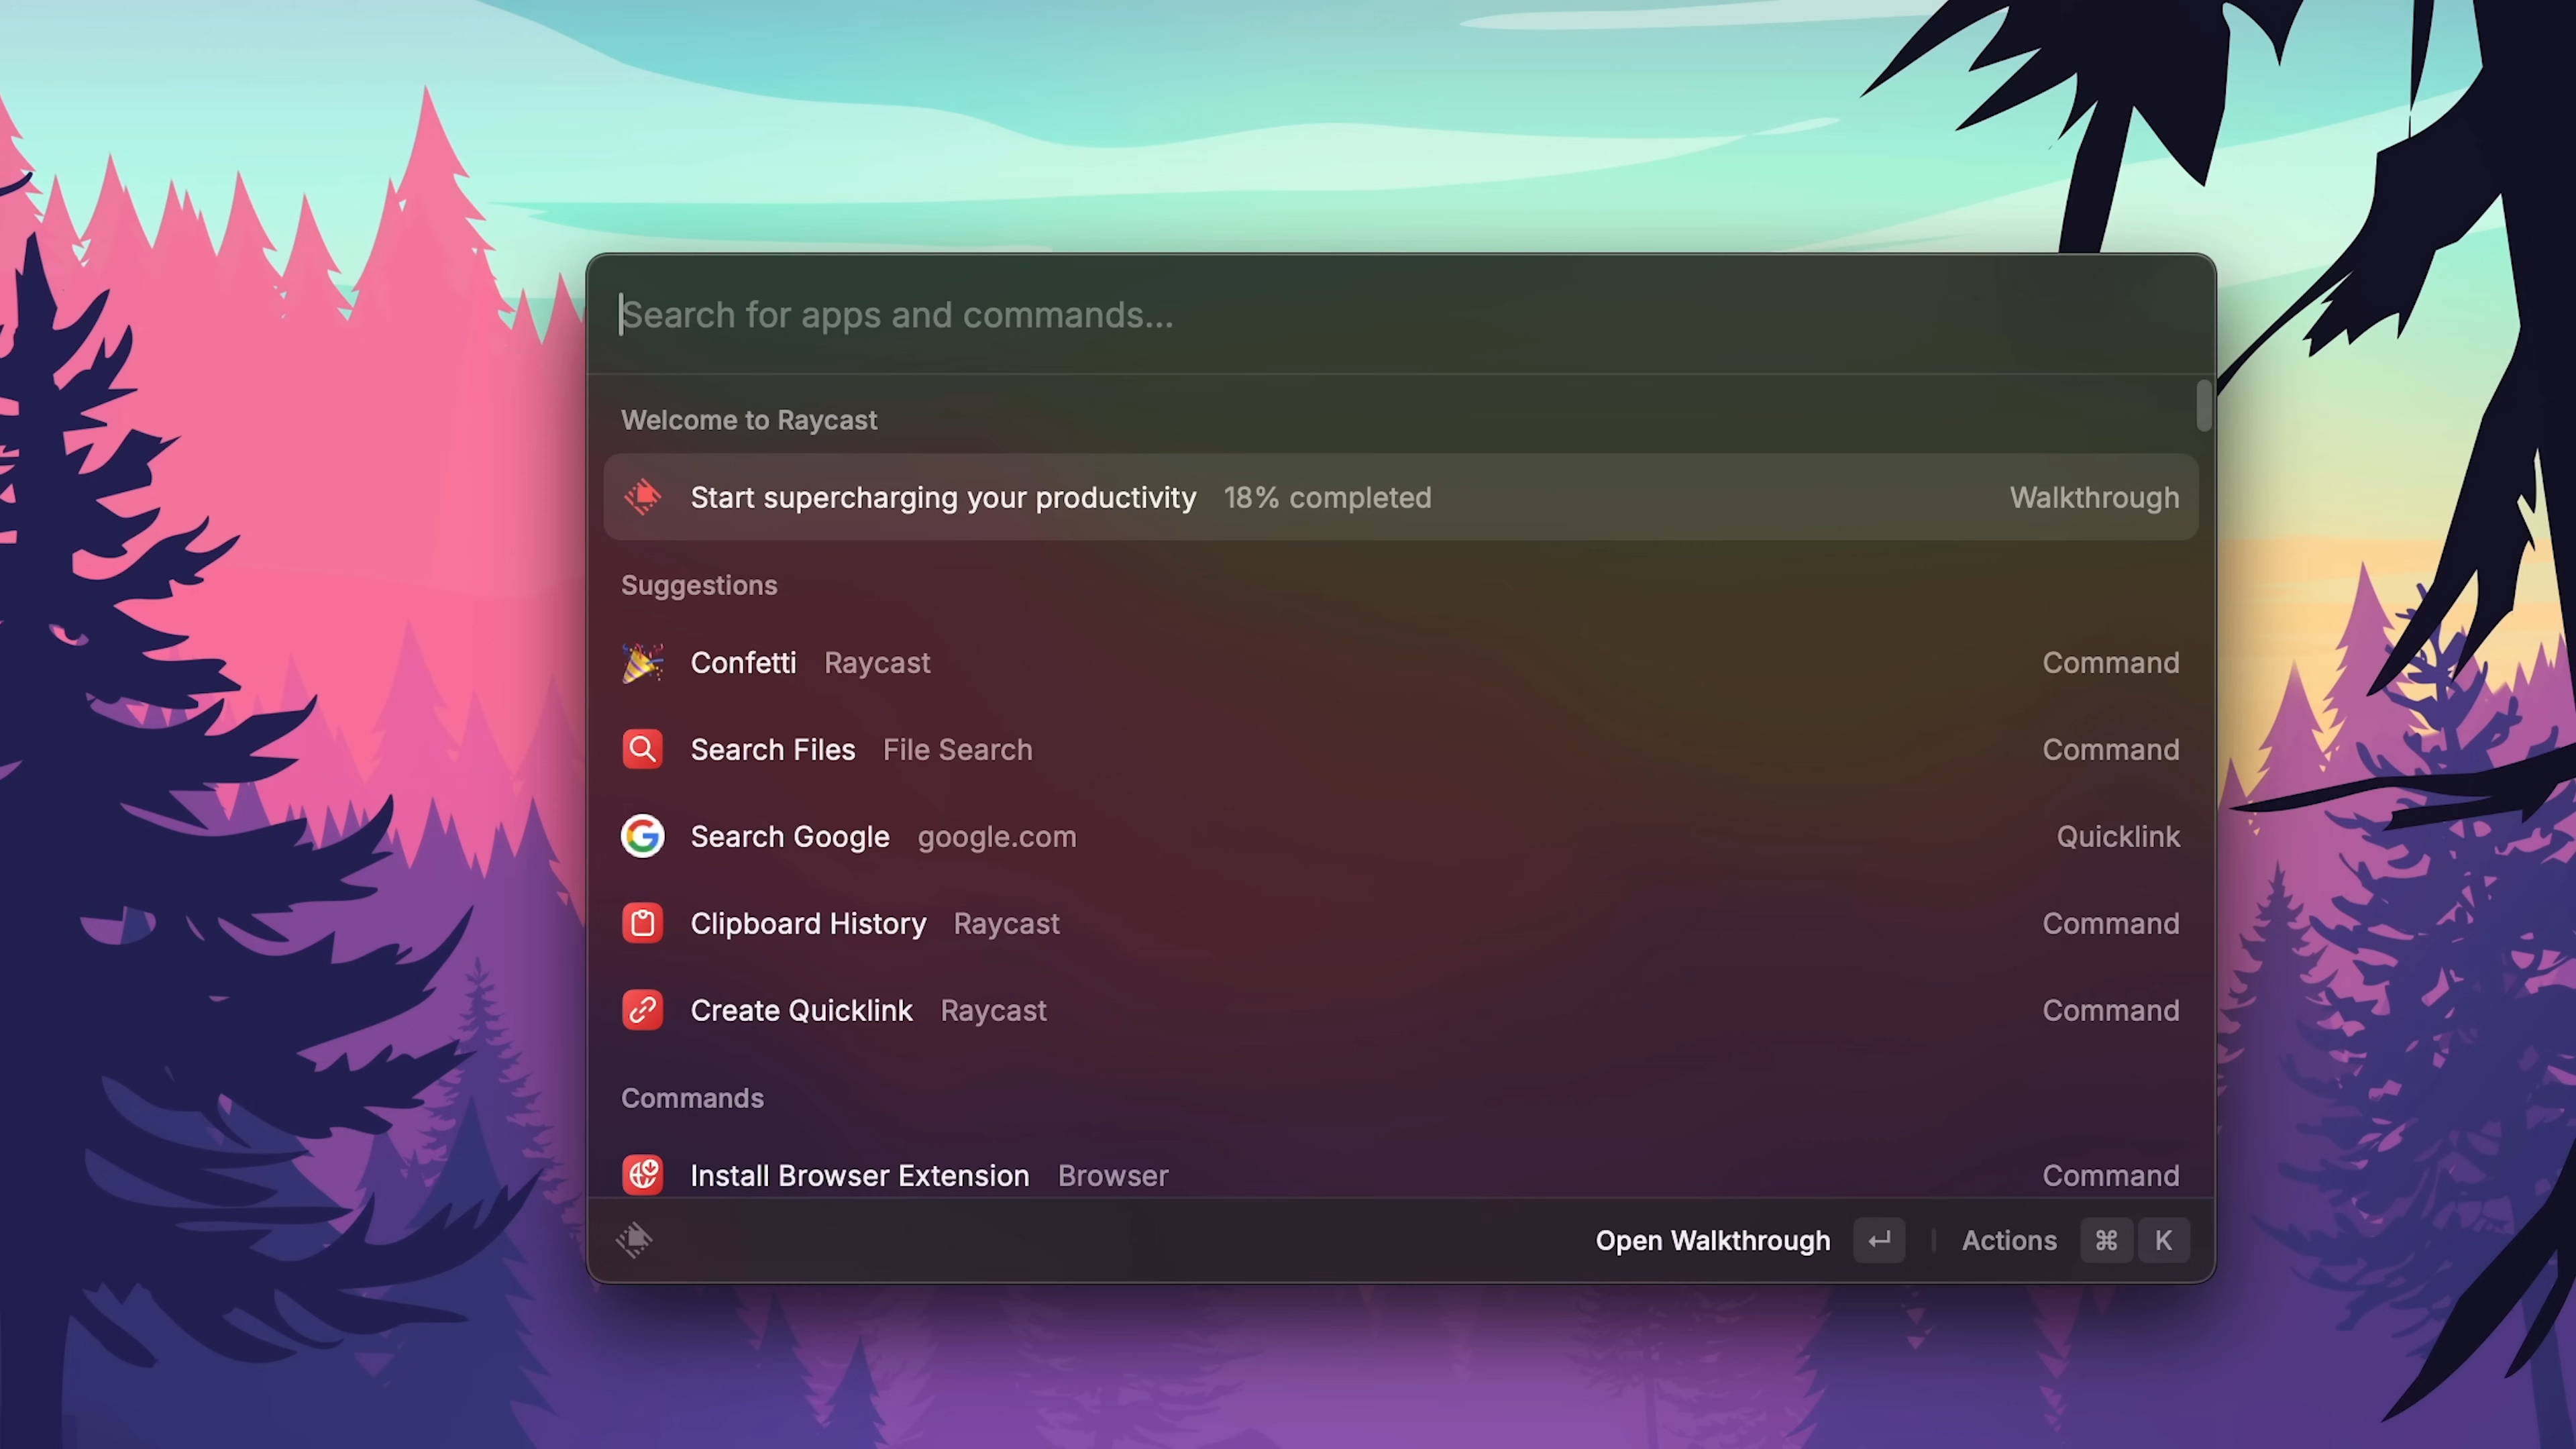 Search for apps and commands...
Welcome to Raycast
Start supercharging your productivity 18% completed Walkthrough
Suggestions
Confetti Raycast Command
Search Files File Search Command
Search Google google.com Quicklink
Clipboard History Raycast Command
Create Quicklink Raycast Command
Commands
Install Browser Extension Browser Command
Open Walkthrough ↵ Actions ⌘ K